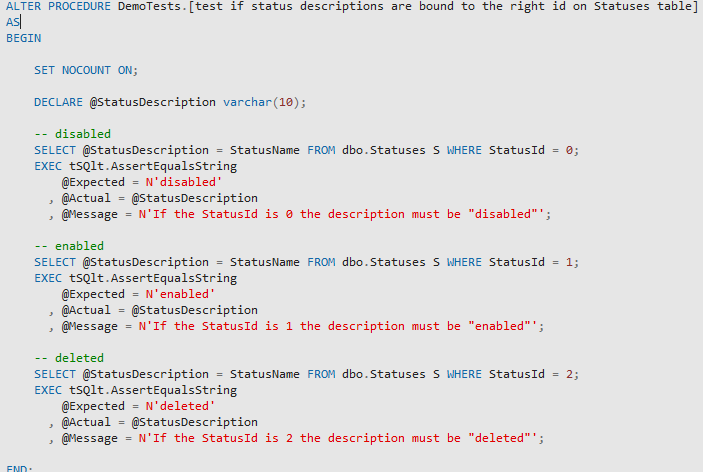 ALTER PROCEDURE DemoTests.[test if status descriptions are bound to the right id on Statuses table]
AS
BEGIN
SET NOCOUNT ON;
DECLARE @StatusDescription varchar(10);
-- disabled
SELECT @StatusDescription = StatusName FROM dbo.Statuses S WHERE StatusId = 0;
EXEC tSQlt.AssertEqualsString
@Expected = N'disabled'
, @Actual = @StatusDescription
, @Message = N'If the StatusId is 0 the description must be "disabled"';
-- enabled
SELECT @StatusDescription = StatusName FROM dbo.Statuses S WHERE StatusId = 1;
EXEC tSQlt.AssertEqualsString
@Expected = N'enabled'
, @Actual = @StatusDescription
, @Message = N'If the StatusId is 1 the description must be "enabled"';
-- deleted
SELECT @StatusDescription = StatusName FROM dbo.Statuses S WHERE StatusId = 2;
EXEC tSQlt.AssertEqualsString
@Expected = N'deleted'
, @Actual = @StatusDescription
, @Message = N'If the StatusId is 2 the description must be "deleted"';
END;